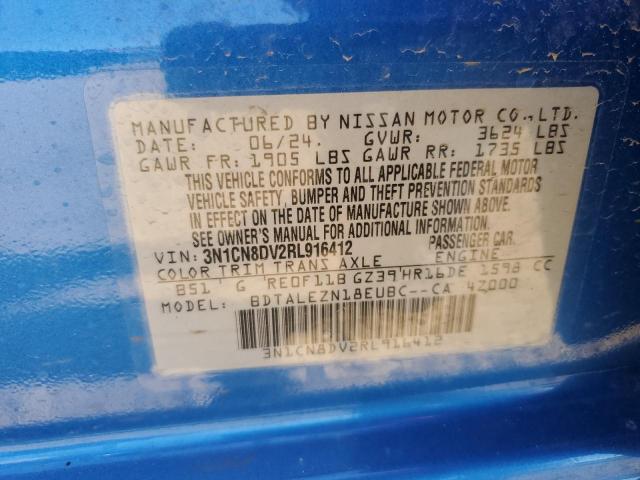 MANUFACTURED BY NISSAN MOTOR CO., LTD.
DATE: 06/24. GVWR: 3624 LBS
GAWR FR: 1905 LBS GAWR RR: 1735 LBS
THIS VEHICLE CONFORMS TO ALL APPLICABLE FEDERAL MOTOR
VEHICLE SAFETY, BUMPER AND THEFT PREVENTION STANDARDS
IN EFFECT ON THE DATE OF MANUFACTURE SHOWN ABOVE.
SEE OWNER'S MANUAL FOR ADDITIONAL INFORMATION.
VIN: 3N1CN8DV2RL916412 PASSENGER CAR.
COLOR TRIM TRANS AXLE ENGINE
B51 G RE0F11B GZ39 HR16DE 1598 CC
MODEL: BDTALEZN18EUBC--CA 4Z000
3N1CN8DV2RL916412